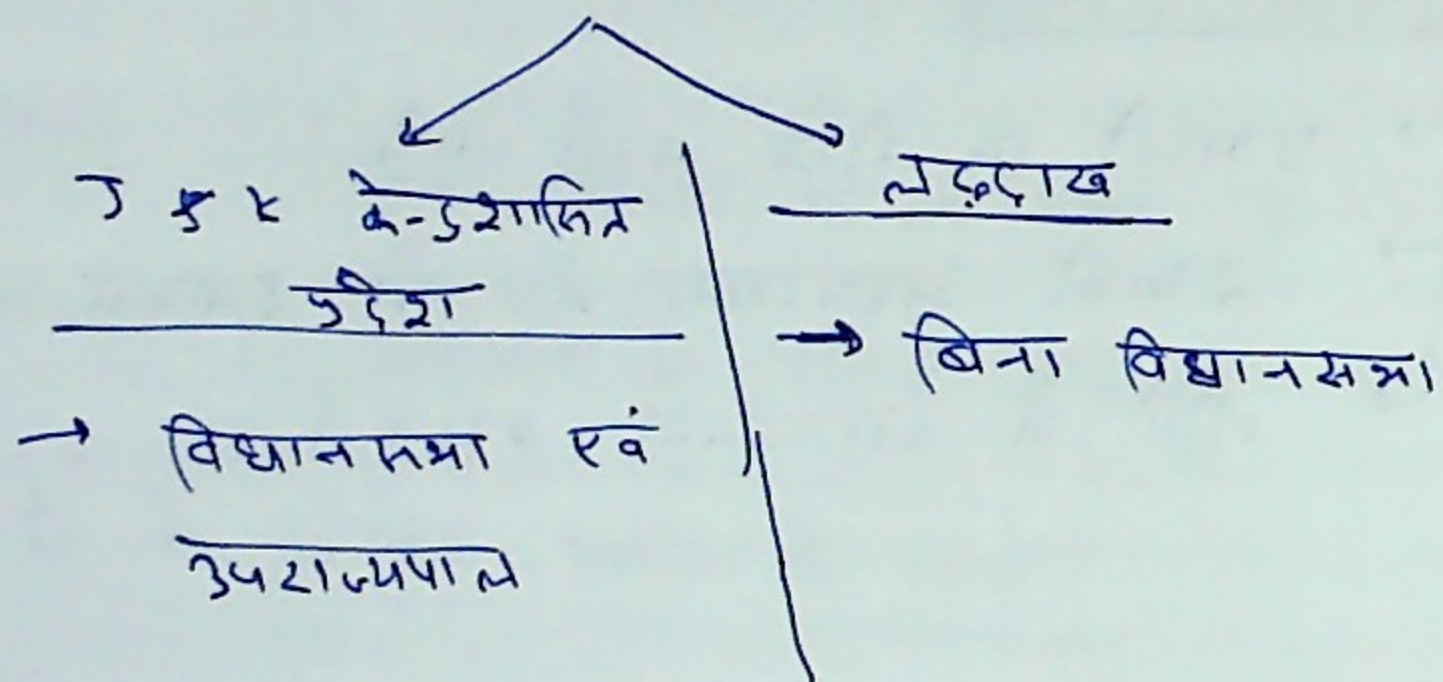 J & K केन्द्रशासित
प्रदेश
→ विधानसभा एवं
उपराज्यपाल
लद्दाख
→ बिना विधानसभा